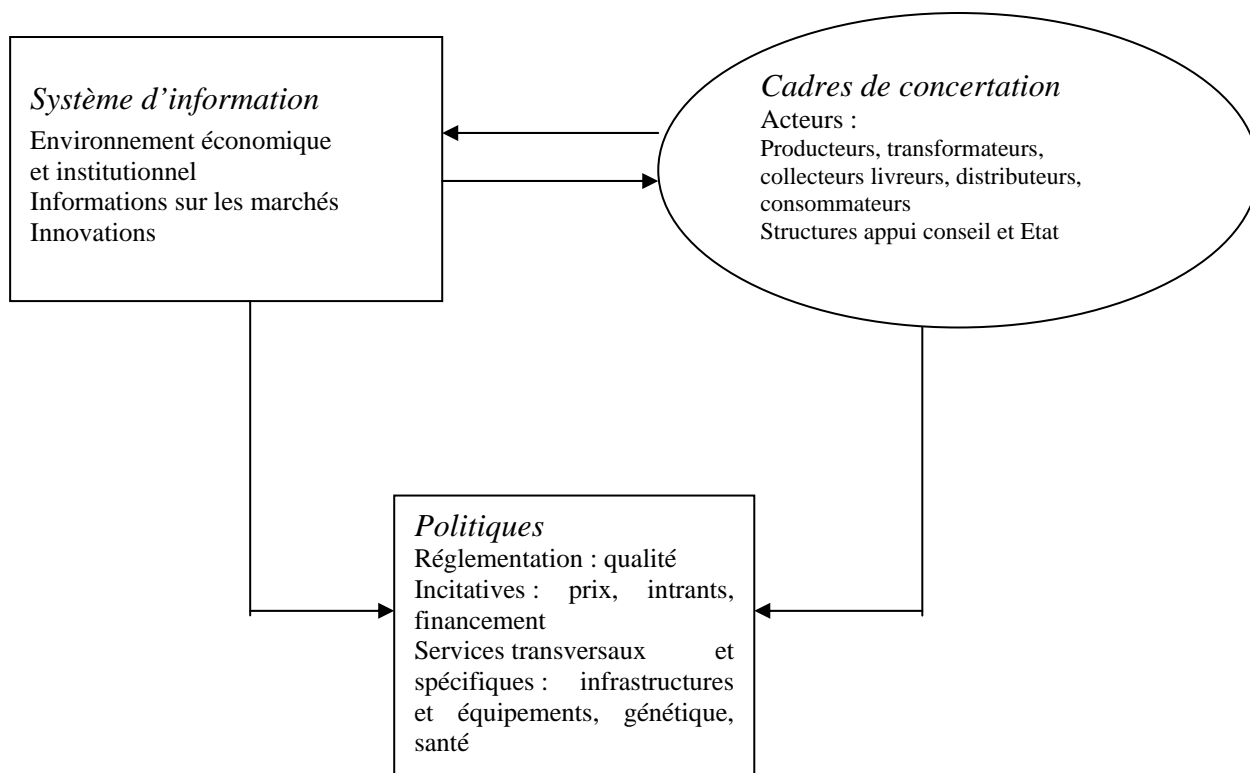 Système d’information
Environnement économique
et institutionnel
Informations sur les marchés
Innovations
Cadres de concertation
Acteurs :
Producteurs, transformateurs,
collecteurs livreurs, distributeurs,
consommateurs
Structures appui conseil et Etat
Politiques
Réglementation : qualité
Incitatives : prix, intrants,
financement
Services transversaux et
spécifiques : infrastructures
et équipements, génétique,
santé